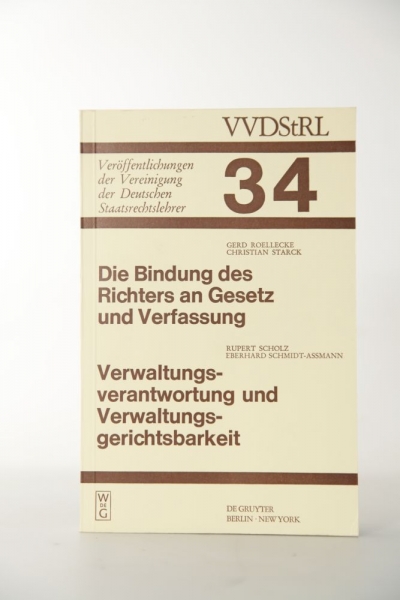 VVDStRL
Veröffentlichungen
der Vereinigung
der Deutschen
Staatsrechtslehrer
34
GERD ROELLECKE
CHRISTIAN STARCK
Die Bindung des
Richters an Gesetz
und Verfassung
RUPERT SCHOLZ
EBERHARD SCHMIDT-ASSMANN
Verwaltungs-
verantwortung und
Verwaltungs-
gerichtsbarkeit
W
DE
G
DE GRUYTER
BERLIN · NEW YORK